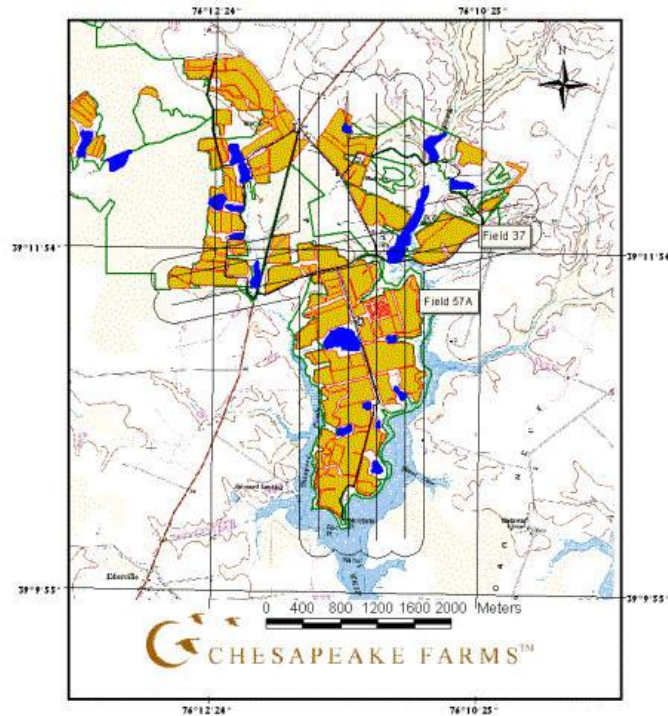 76°12'24" 76°10'25"
N
39°11'54" 39°11'54"
Field 37
Field 57A
Ederville
39°9'55" 39°9'55"
0 400 800 1200 1600 2000 Meters
CHESAPEAKE FARMS™
76°12'24" 76°10'25"